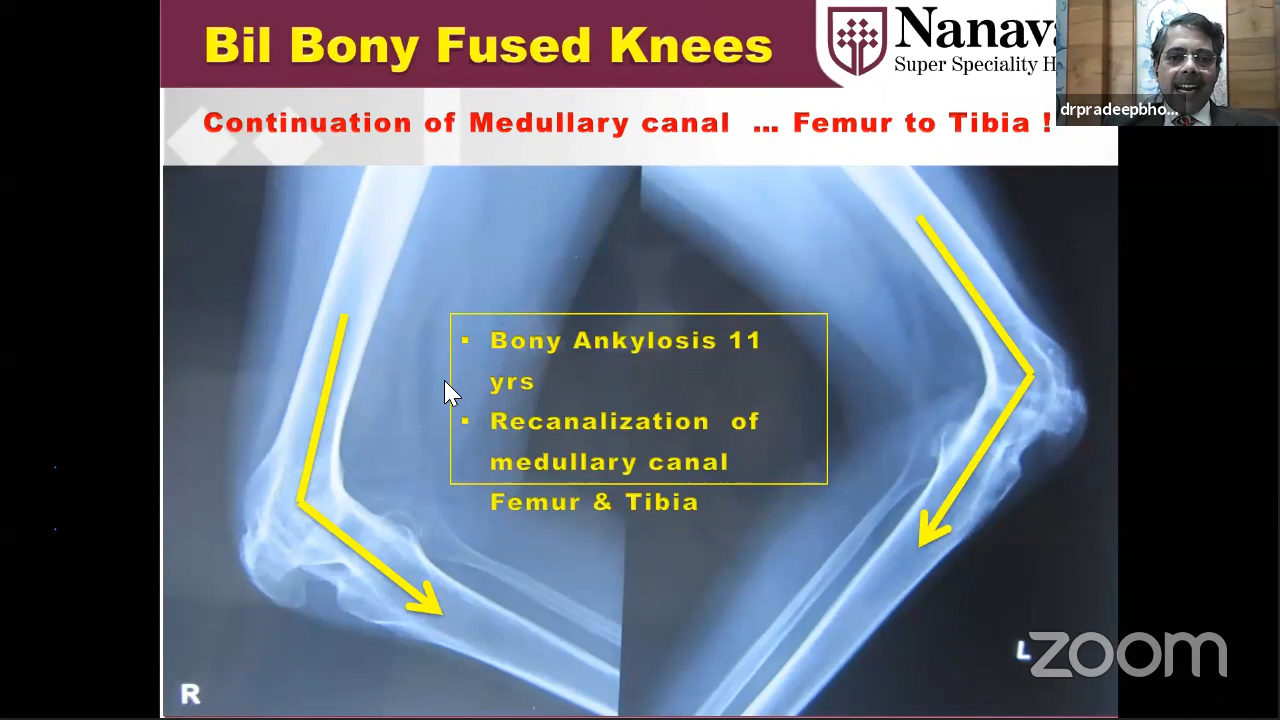 Bil Bony Fused Knees
Nanava
Super Speciality H
drpradeepbho...
Continuation of Medullary canal ... Femur to Tibia !
▪ Bony Ankylosis 11
yrs
▪ Recanalization of
medullary canal
Femur & Tibia
R
L
zoom